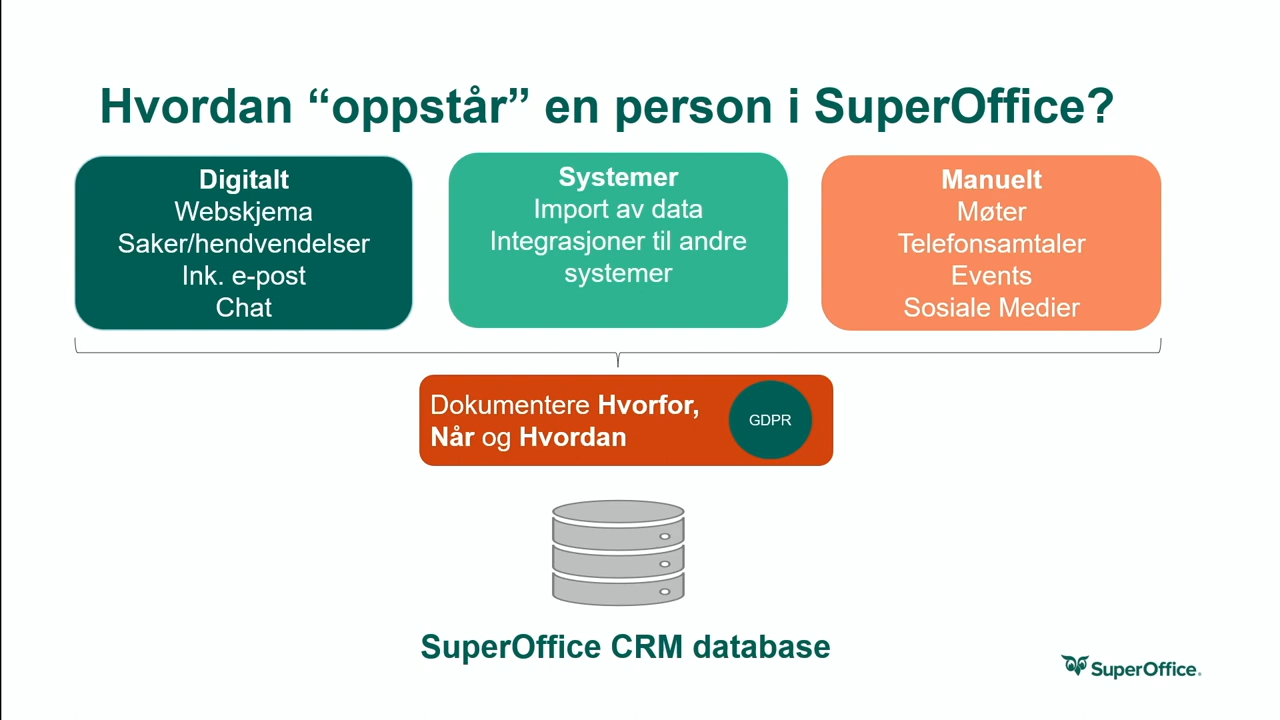 Hvordan “oppstår” en person i SuperOffice?
Digitalt
Webskjema
Saker/hendvendelser
Ink. e-post
Chat
Systemer
Import av data
Integrasjoner til andre
systemer
Manuelt
Møter
Telefonsamtaler
Events
Sosiale Medier
Dokumentere Hvorfor,
Når og Hvordan
GDPR
SuperOffice CRM database
SuperOffice.